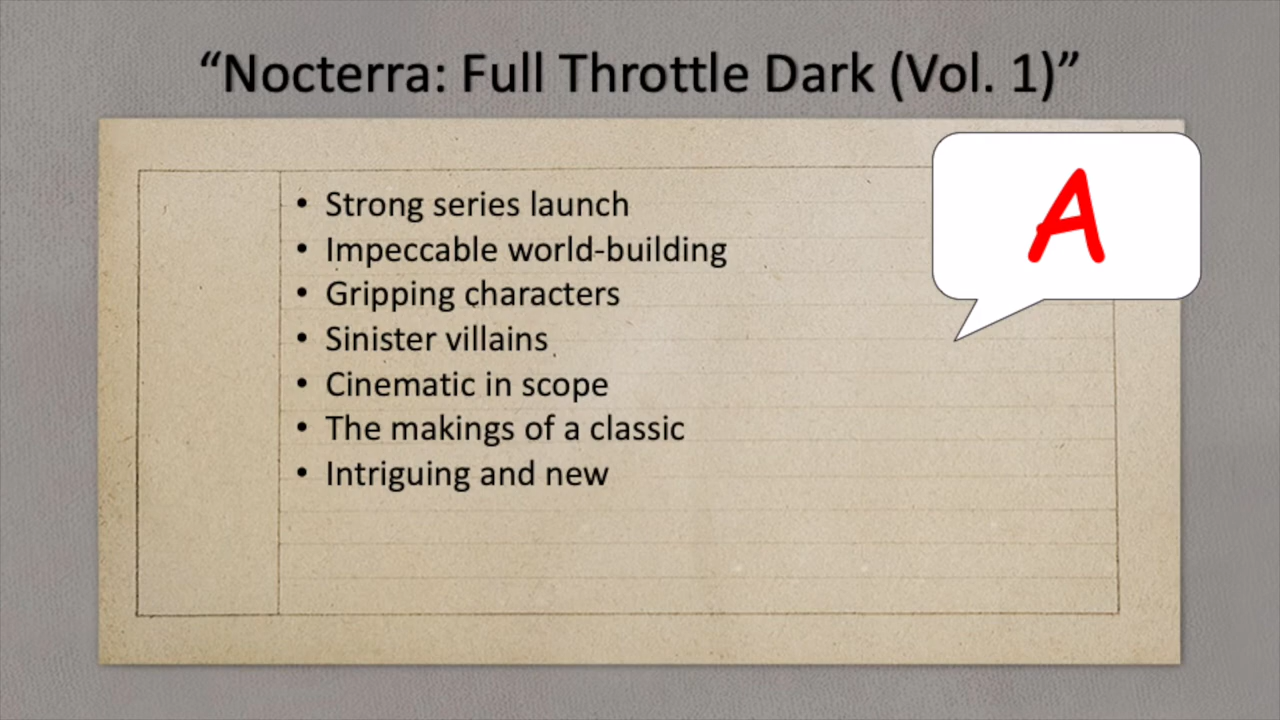 “Nocterra: Full Throttle Dark (Vol. 1)”
A
• Strong series launch
• Impeccable world-building
• Gripping characters
• Sinister villains
• Cinematic in scope
• The makings of a classic
• Intriguing and new